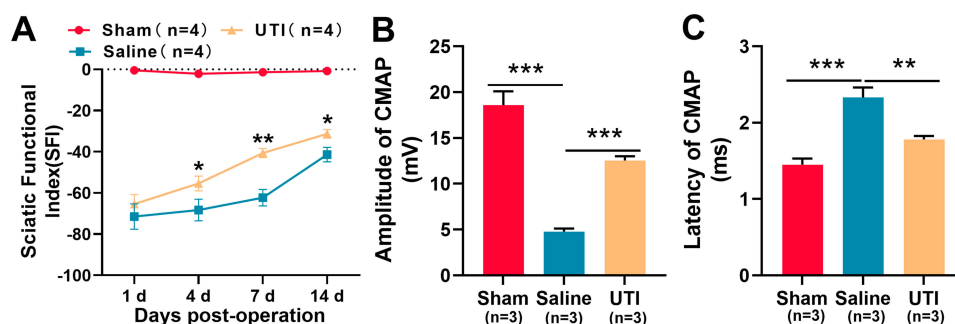 A
Sham ( n=4)
UTI ( n=4)
Saline ( n=4)
Sciatic Functional
Index(SFI)
0
-20
-40
-60
-80
-100
*
**
*
1 d
4 d
7 d
14 d
Days post-operation
B
Amplitude of CMAP
(mV)
25
20
15
10
5
0
***
***
Sham
Saline
UTI
(n=3)
(n=3)
(n=3)
C
Latency of CMAP
(ms)
3
2
1
0
***
**
Sham
Saline
UTI
(n=3)
(n=3)
(n=3)